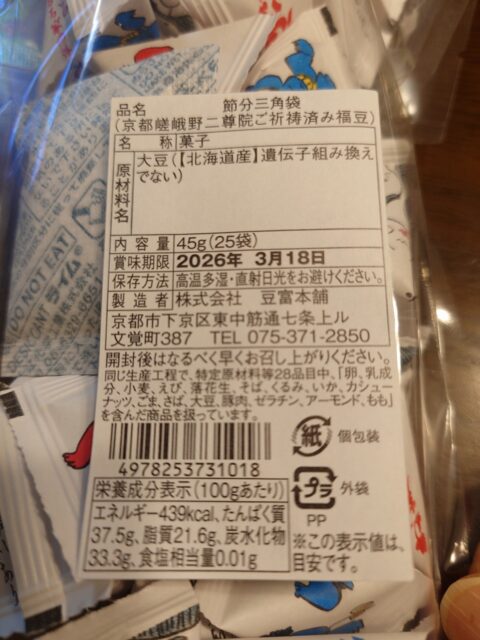 品名 節分三角袋
(京都嵯峨野二尊院ご祈祷済み福豆)
名 称 菓子
原材料名 大豆(【北海道産】遺伝子組み換え
でない)
内 容 量 45g(25袋)
賞味期限 2026年 3月18日
保存方法 高温多湿・直射日光をお避けください。
製 造 者 株式会社 豆富本舗
京都市下京区東中筋通七条上ル
文覚町387 TEL 075-371-2850
開封後はなるべく早くお召し上がりください。
同じ生産工程で、特定原材料等28品目中、「卵、乳成
分、小麦、えび、落花生、そば、くるみ、いか、カシュー
ナッツ、ごま、さば、大豆、豚肉、ゼラチン、アーモンド、もも」
を含んだ商品を扱っています。
4978253731018
紙 個包装
プラ 外袋
PP
栄養成分表示(100gあたり)
エネルギー439kcal、たんぱく質
37.5g、脂質21.6g、炭水化物
33.3g、食塩相当量0.01g
※この表示値は、
目安です。
DO NOT EAT
ライム